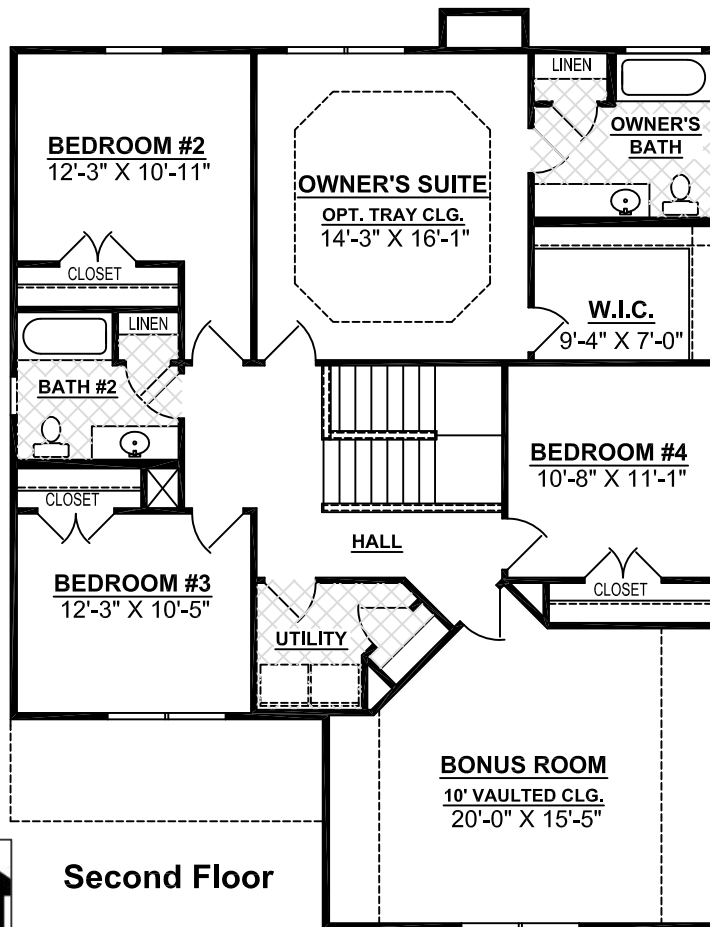 LINEN
OWNER'S
BATH
BEDROOM #2
12'-3" X 10'-11"
OWNER'S SUITE
OPT. TRAY CLG.
14'-3" X 16'-1"
CLOSET
LINEN
W.I.C.
9'-4" X 7'-0"
BATH #2
BEDROOM #4
10'-8" X 11'-1"
CLOSET
HALL
BEDROOM #3
12'-3" X 10'-5"
CLOSET
UTILITY
BONUS ROOM
10' VAULTED CLG.
20'-0" X 15'-5"
Second Floor